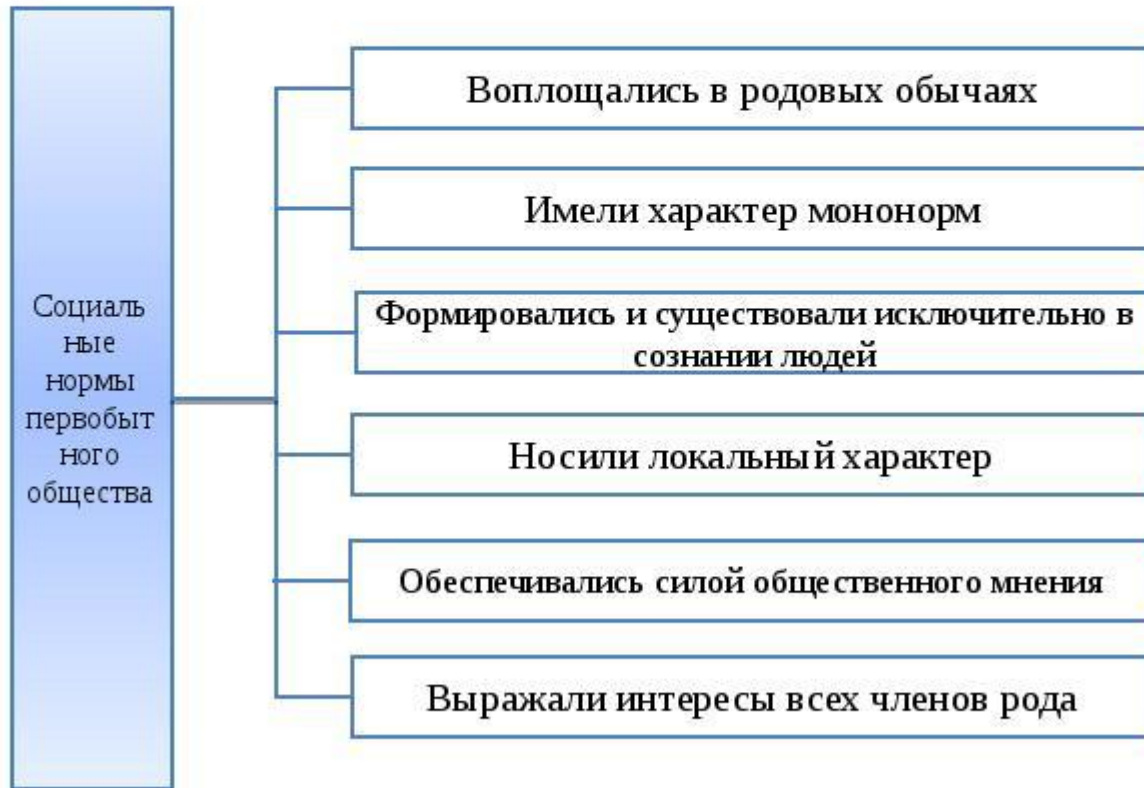 Социаль
ные
нормы
первобыт
ного
общества
Воплощались в родовых обычаях
Имели характер мононорм
Формировались и существовали исключительно в
сознании людей
Носили локальный характер
Обеспечивались силой общественного мнения
Выражали интересы всех членов рода